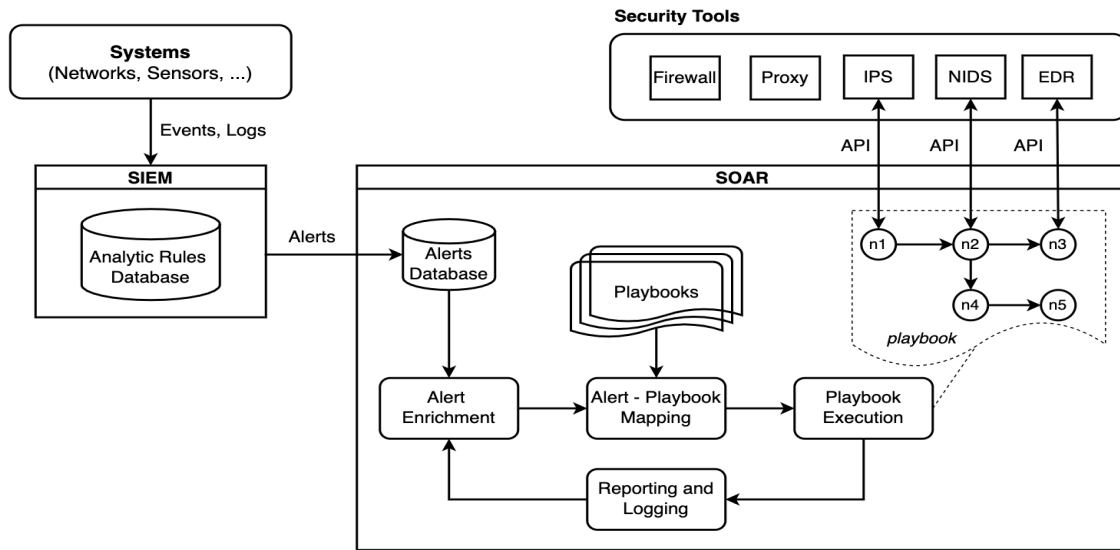 Security Tools
Systems
(Networks, Sensors, ...)
Firewall
Proxy
IPS
NIDS
EDR
Events, Logs
API
API
API
SIEM
SOAR
Analytic Rules
Database
Alerts
Alerts
Database
Playbooks
n1
n2
n3
n4
n5
playbook
Alert
Enrichment
Alert - Playbook
Mapping
Playbook
Execution
Reporting and
Logging